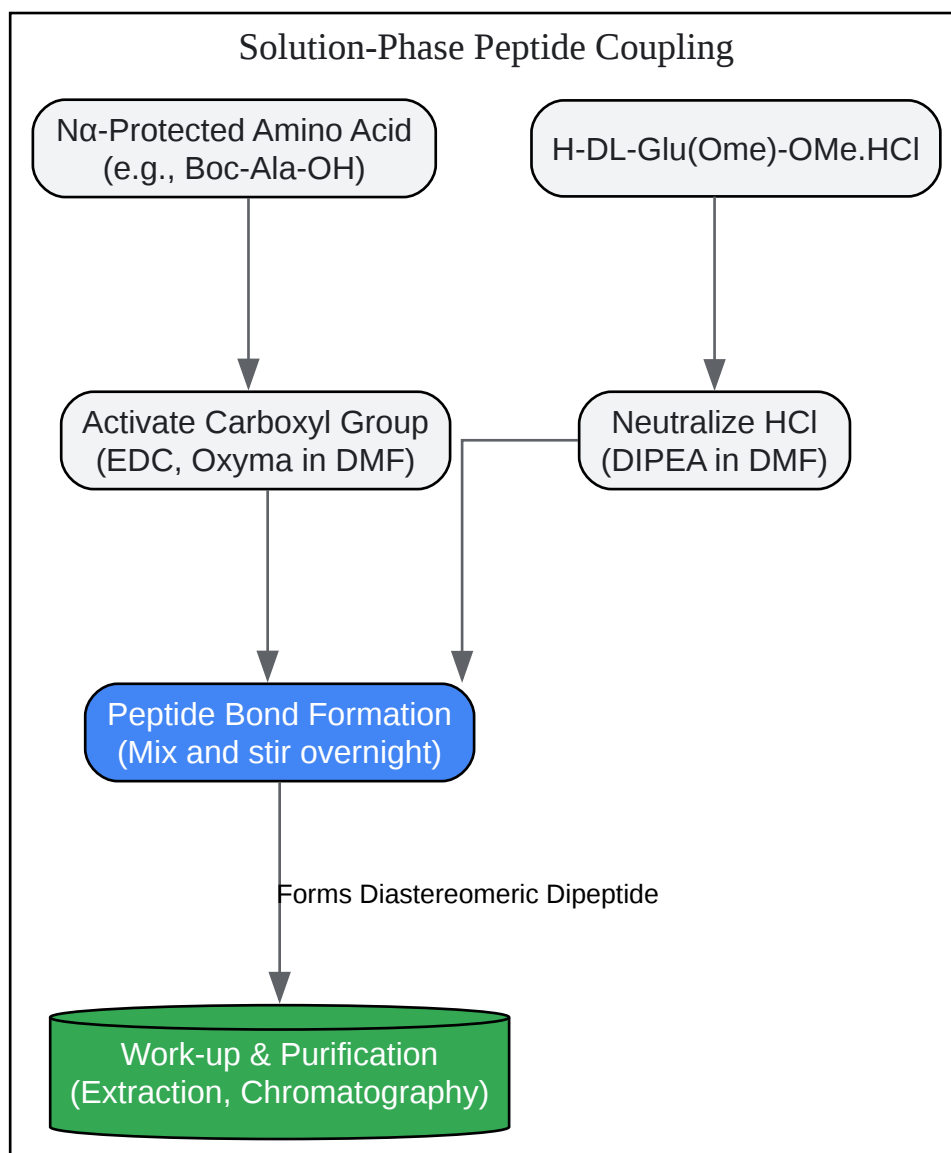 Solution-Phase Peptide Coupling
Nα-Protected Amino Acid
(e.g., Boc-Ala-OH)
H-DL-Glu(Ome)-OMe.HCl
Activate Carboxyl Group
(EDC, Oxyma in DMF)
Neutralize HCl
(DIPEA in DMF)
Peptide Bond Formation
(Mix and stir overnight)
Forms Diastereomeric Dipeptide
Work-up & Purification
(Extraction, Chromatography)